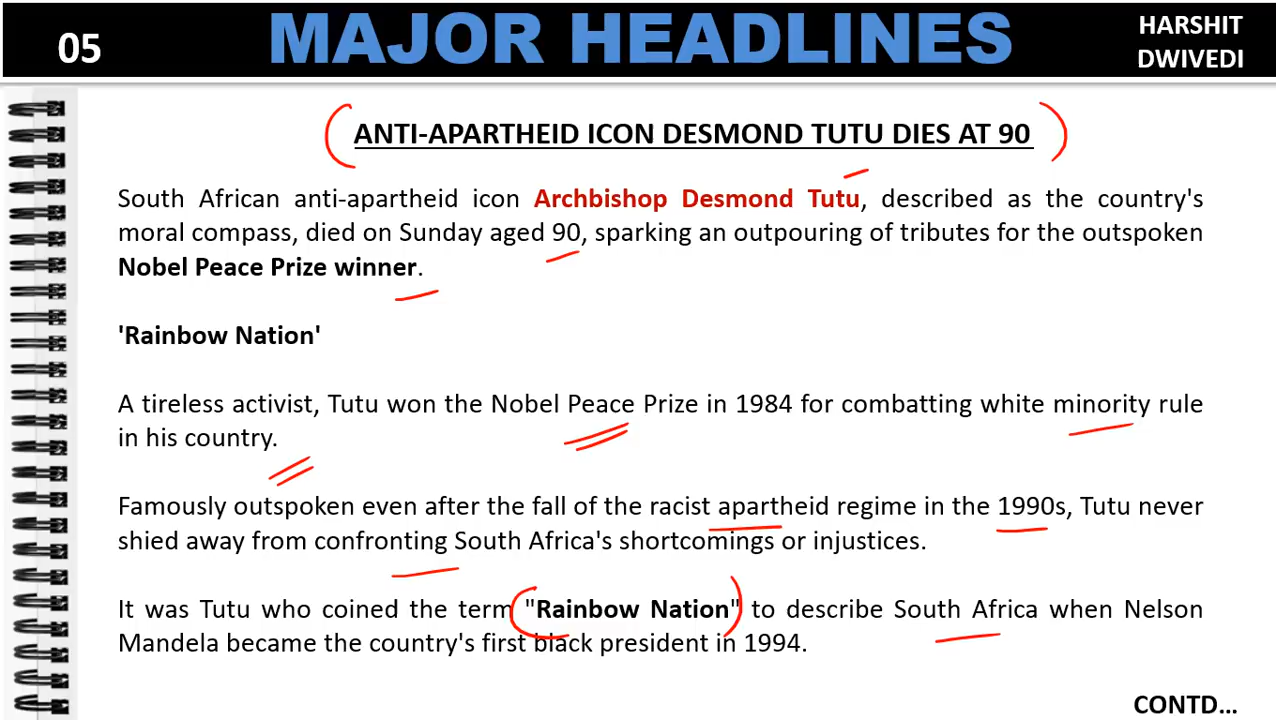 05
MAJOR HEADLINES
HARSHIT
DWIVEDI
ANTI-APARTHEID ICON DESMOND TUTU DIES AT 90
South African anti-apartheid icon Archbishop Desmond Tutu, described as the country's
moral compass, died on Sunday aged 90, sparking an outpouring of tributes for the outspoken
Nobel Peace Prize winner.
'Rainbow Nation'
A tireless activist, Tutu won the Nobel Peace Prize in 1984 for combatting white minority rule
in his country.
Famously outspoken even after the fall of the racist apartheid regime in the 1990s, Tutu never
shied away from confronting South Africa's shortcomings or injustices.
It was Tutu who coined the term "Rainbow Nation" to describe South Africa when Nelson
Mandela became the country's first black president in 1994.
CONTD...